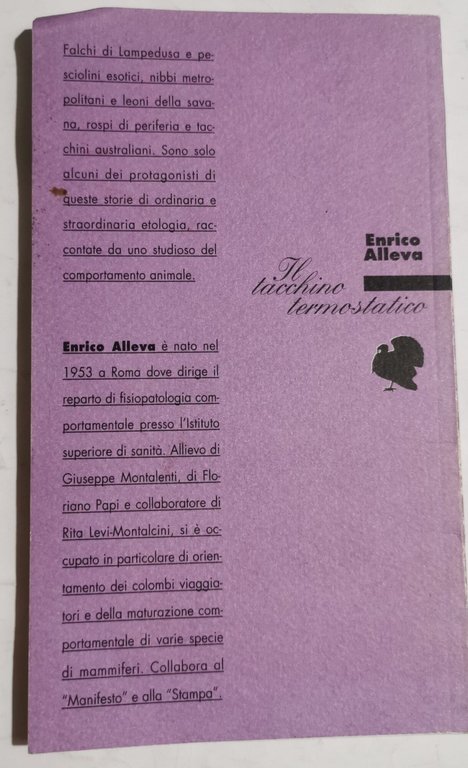 Falchi di Lampedusa e pe-
sciolini esotici, nibbi metro-
politani e leoni della sava-
na, rospi di periferia e tac-
chini australiani. Sono solo
alcuni dei protagonisti di
queste storie di ordinaria e
straordinaria etologia, rac-
contate da uno studioso del
comportamento animale.
Enrico Alleva è nato nel
1953 a Roma dove dirige il
reparto di fisiopatologia com-
portamentale presso l'Istituto
superiore di sanità. Allievo di
Giuseppe Montalenti, di Flo-
riano Papi e collaboratore di
Rita Levi-Montalcini, si è oc-
cupato in particolare di orien-
tamento dei colombi viaggia-
tori e della maturazione com-
portamentale di varie specie
di mammiferi. Collabora al
"Manifesto" e alla "Stampa".
Enrico
Alleva
Il
tacchino
termostatico